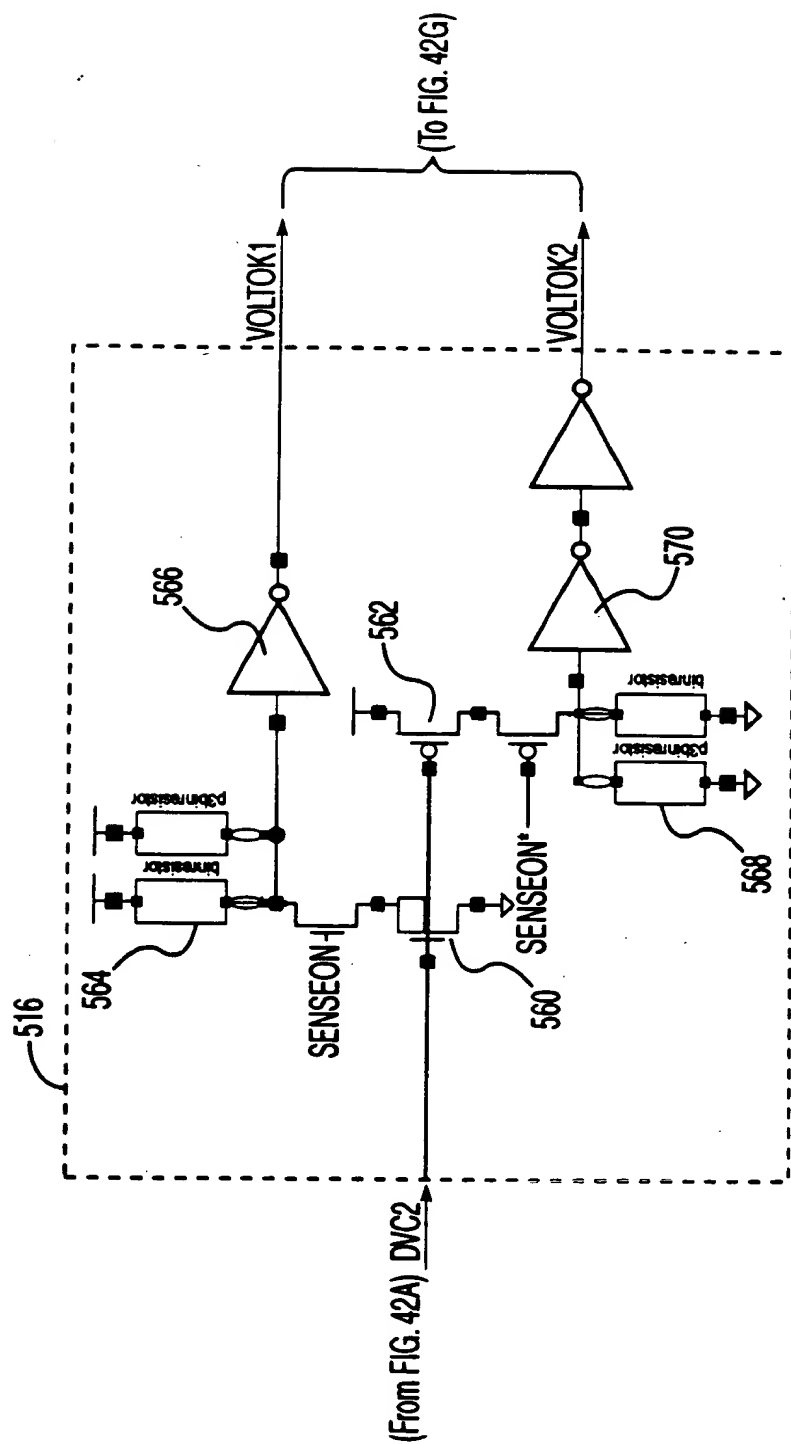 516
564
binresistor
p3binresistor
566
VOLTOK1
(To FIG. 42G)
SENSEON
562
(From FIG. 42A) DVC2
560
SENSEON*
570
VOLTOK2
p3binresistor
binresistor
568